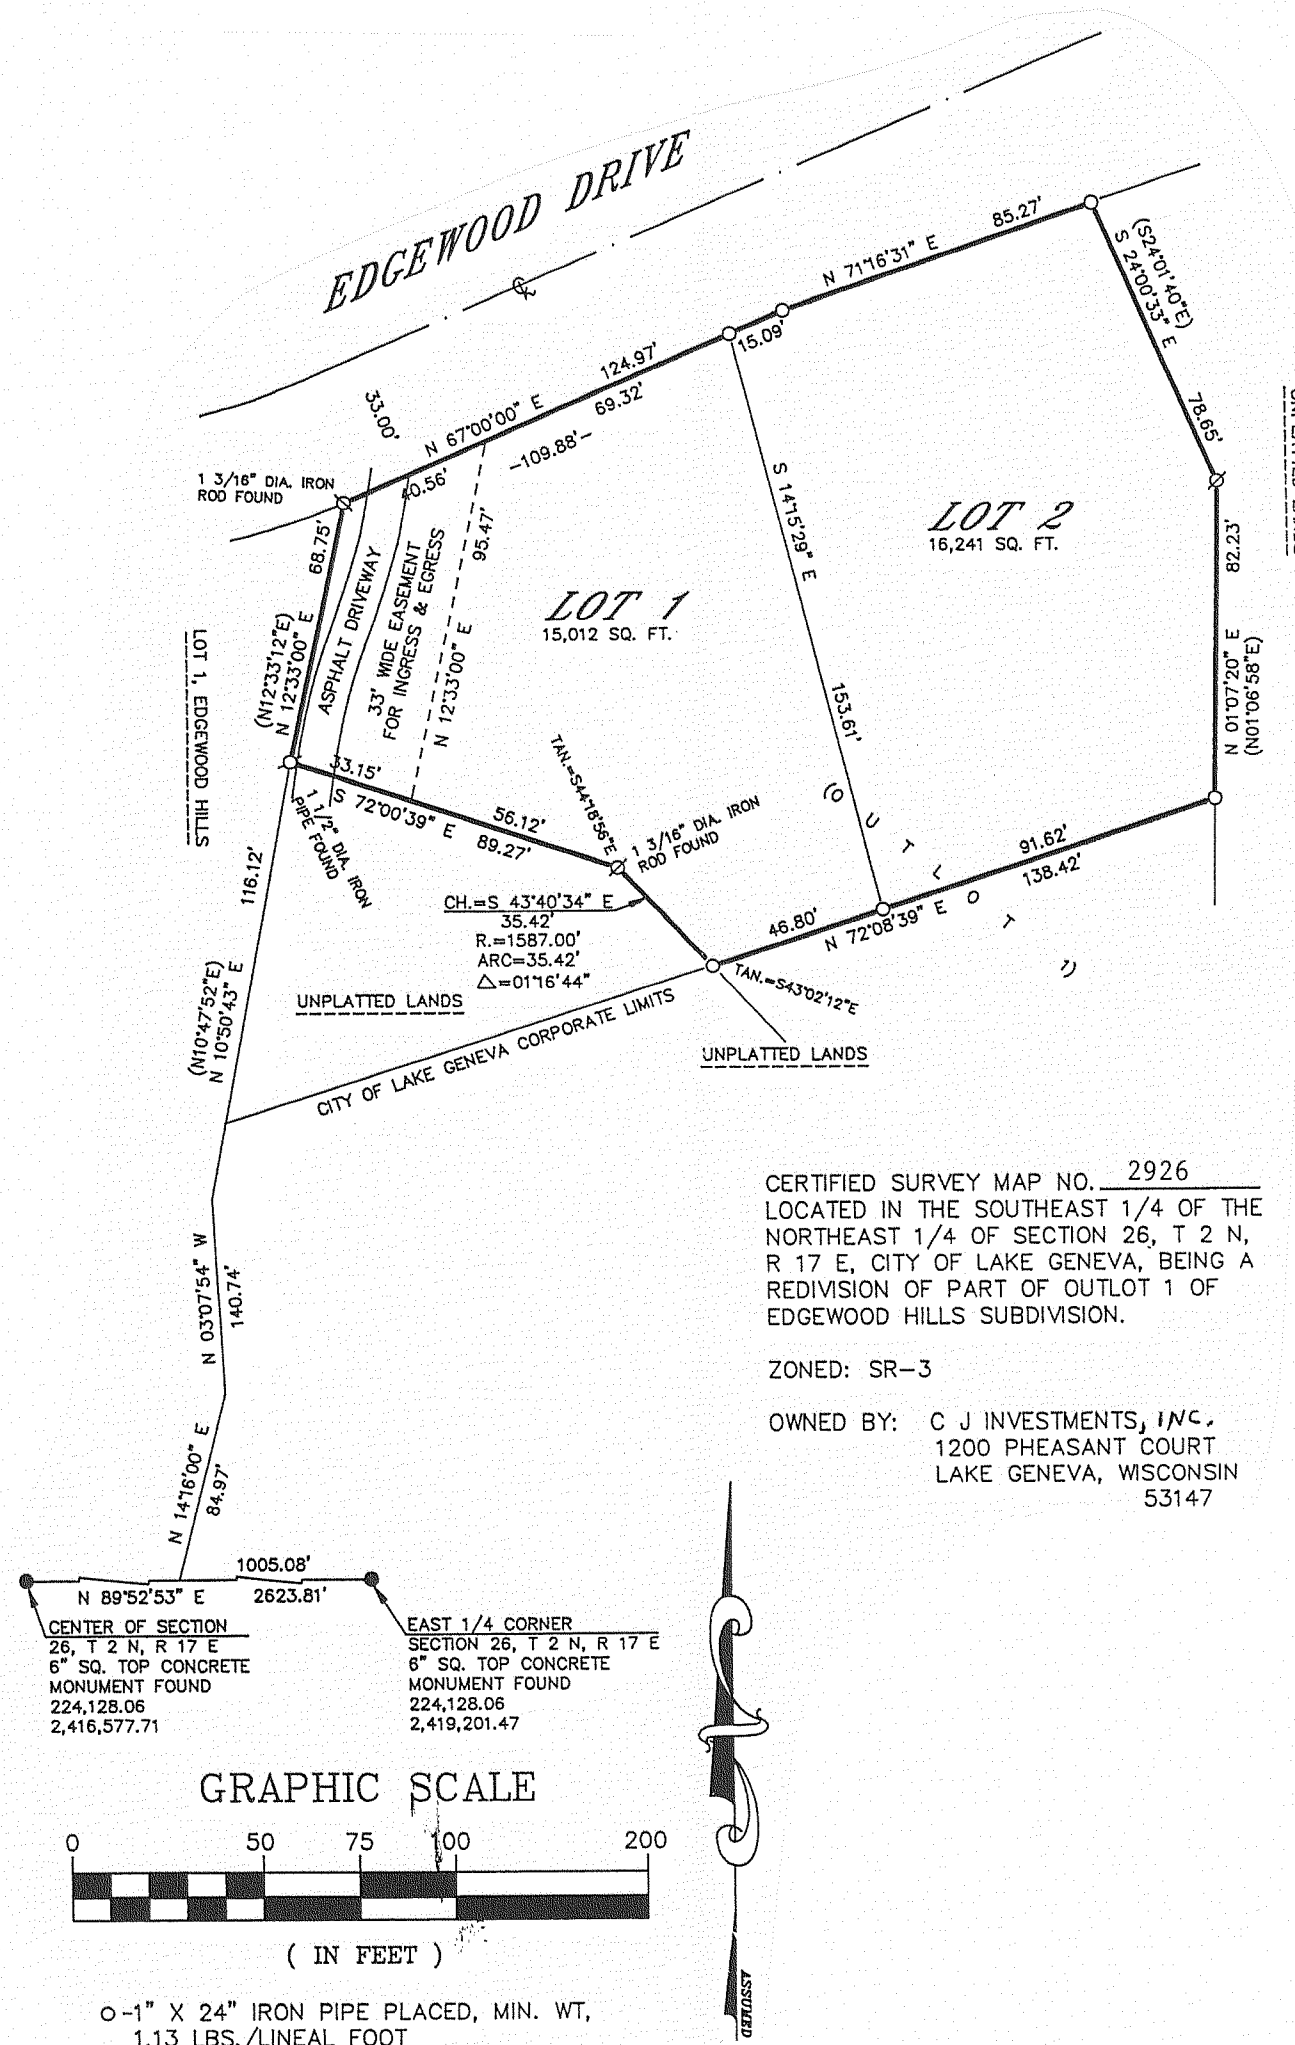 EDGEWOOD DRIVE
85.27'
N 71°16'31" E
(S24°01'40"E)
S 24°00'33" E
78.65'
15.09'
124.97'
69.32'
N 67°00'00" E
-109.88'-
40.56'
33.00'
1 3/16" DIA. IRON
ROD FOUND
68.75'
(N12°33'12"E)
N 12°33'00" E
ASPHALT DRIVEWAY
33' WIDE EASEMENT
FOR INGRESS & EGRESS
95.47'
N 12°33'00" E
LOT 1
15,012 SQ. FT.
S 14°15'29" E
153.61'
LOT 2
16,241 SQ. FT.
82.23'
N 01°07'20" E
(N01°06'58"E)
LOT 1, EDGEWOOD HILLS
33.15'
S 72°00'39" E
56.12'
89.27'
1 1/2" DIA. IRON
PIPE FOUND
TAN.=S44°18'56"E
1 3/16" DIA. IRON
ROD FOUND
(OUTLOT 1)
91.62'
138.42'
46.80'
N 72°08'39" E
CH.=S 43°40'34" E
35.42'
R.=1587.00'
ARC=35.42'
△=01°16'44"
TAN.=S43°02'12"E
116.12'
(N10°47'52"E)
N 10°50'43" E
UNPLATTED LANDS
CITY OF LAKE GENEVA CORPORATE LIMITS
UNPLATTED LANDS
CERTIFIED SURVEY MAP NO. 2926
LOCATED IN THE SOUTHEAST 1/4 OF THE
NORTHEAST 1/4 OF SECTION 26, T 2 N,
R 17 E, CITY OF LAKE GENEVA, BEING A
REDIVISION OF PART OF OUTLOT 1 OF
EDGEWOOD HILLS SUBDIVISION.
ZONED: SR-3
OWNED BY: C J INVESTMENTS, INC.
1200 PHEASANT COURT
LAKE GENEVA, WISCONSIN
53147
N 03°07'54" W
140.74'
N 14°16'00" E
84.97'
1005.08'
N 89°52'53" E 2623.81'
CENTER OF SECTION
26, T 2 N, R 17 E
6" SQ. TOP CONCRETE
MONUMENT FOUND
224,128.06
2,416,577.71
EAST 1/4 CORNER
SECTION 26, T 2 N, R 17 E
6" SQ. TOP CONCRETE
MONUMENT FOUND
224,128.06
2,419,201.47
GRAPHIC SCALE
0 50 75 100 200
( IN FEET )
ASSUMED
O-1" X 24" IRON PIPE PLACED, MIN. WT,
1.13 LBS./LINEAL FOOT